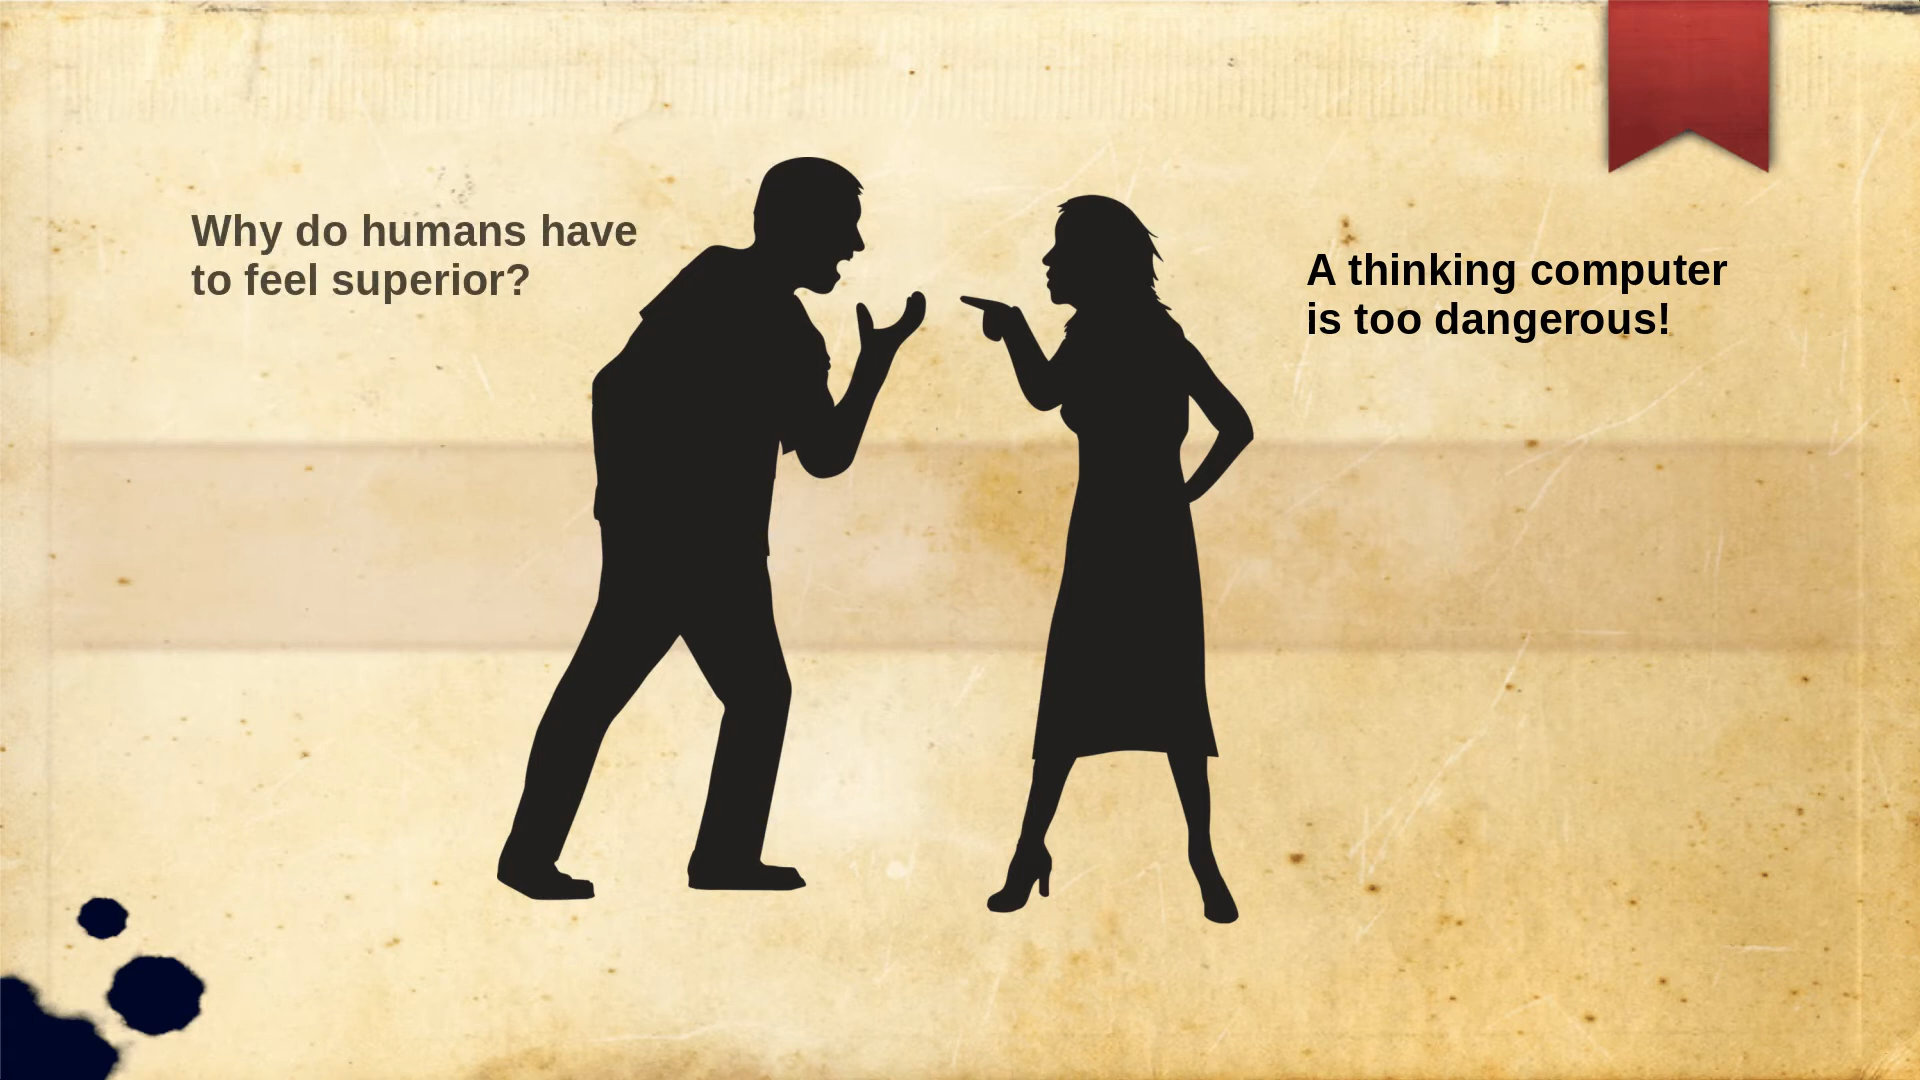 Why do humans have
to feel superior?
A thinking computer
is too dangerous!